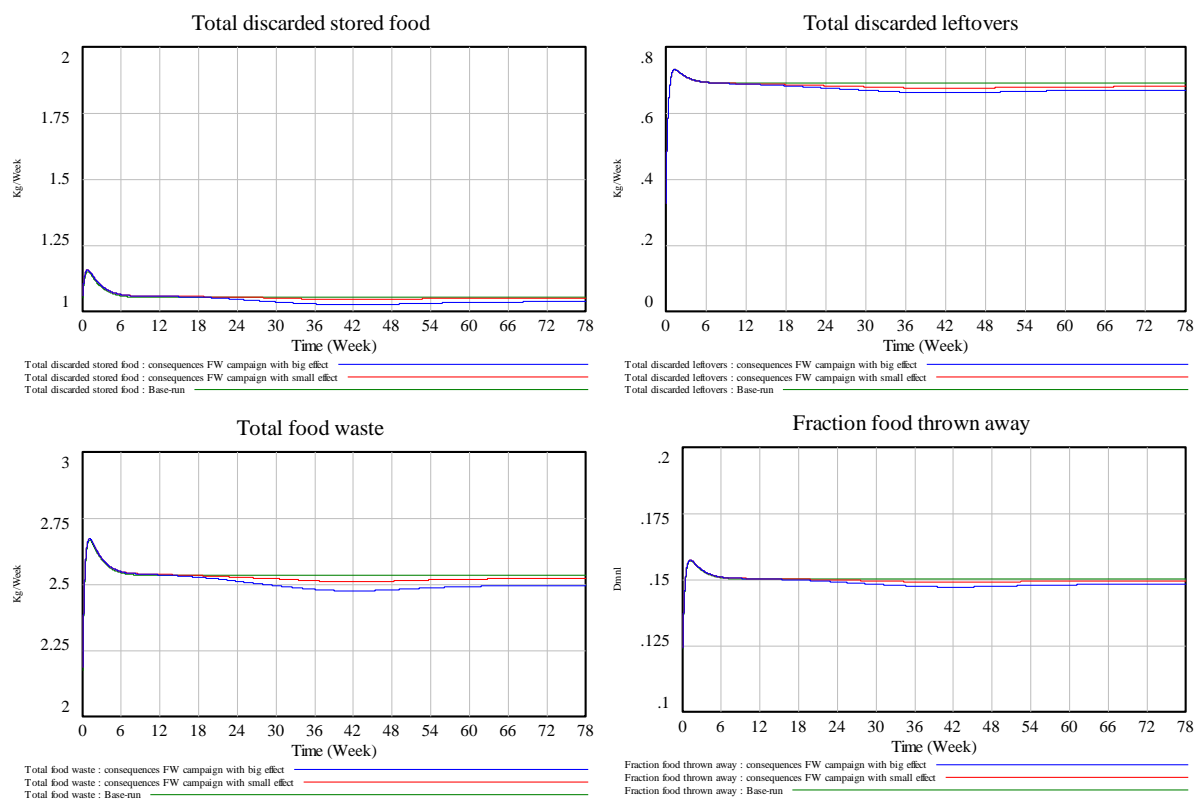 Total discarded stored food
2
1.75
1.5
1.25
1
Kg/Week
0 6 12 18 24 30 36 42 48 54 60 66 72 78
Time (Week)
Total discarded stored food : consequences FW campaign with big effect
Total discarded stored food : consequences FW campaign with small effect
Total discarded stored food : Base-run
Total discarded leftovers
.8
.6
.4
.2
0
Kg/Week
0 6 12 18 24 30 36 42 48 54 60 66 72 78
Time (Week)
Total discarded leftovers : consequences FW campaign with big effect
Total discarded leftovers : consequences FW campaign with small effect
Total discarded leftovers : Base-run
Total food waste
3
2.75
2.5
2.25
2
Kg/Week
0 6 12 18 24 30 36 42 48 54 60 66 72 78
Time (Week)
Total food waste : consequences FW campaign with big effect
Total food waste : consequences FW campaign with small effect
Total food waste : Base-run
Fraction food thrown away
.2
.175
.15
.125
.1
Dmnl
0 6 12 18 24 30 36 42 48 54 60 66 72 78
Time (Week)
Fraction food thrown away : consequences FW campaign with big effect
Fraction food thrown away : consequences FW campaign with small effect
Fraction food thrown away : Base-run